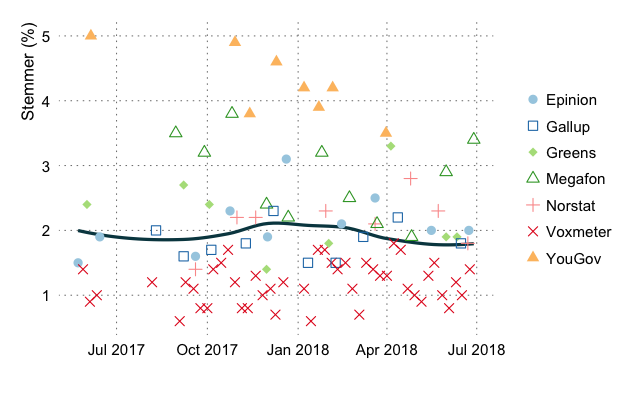 Stemmer (%)
5
4
3
2
1
Jul 2017
Oct 2017
Jan 2018
Apr 2018
Jul 2018
Epinion
Gallup
Greens
Megafon
Norstat
Voxmeter
YouGov